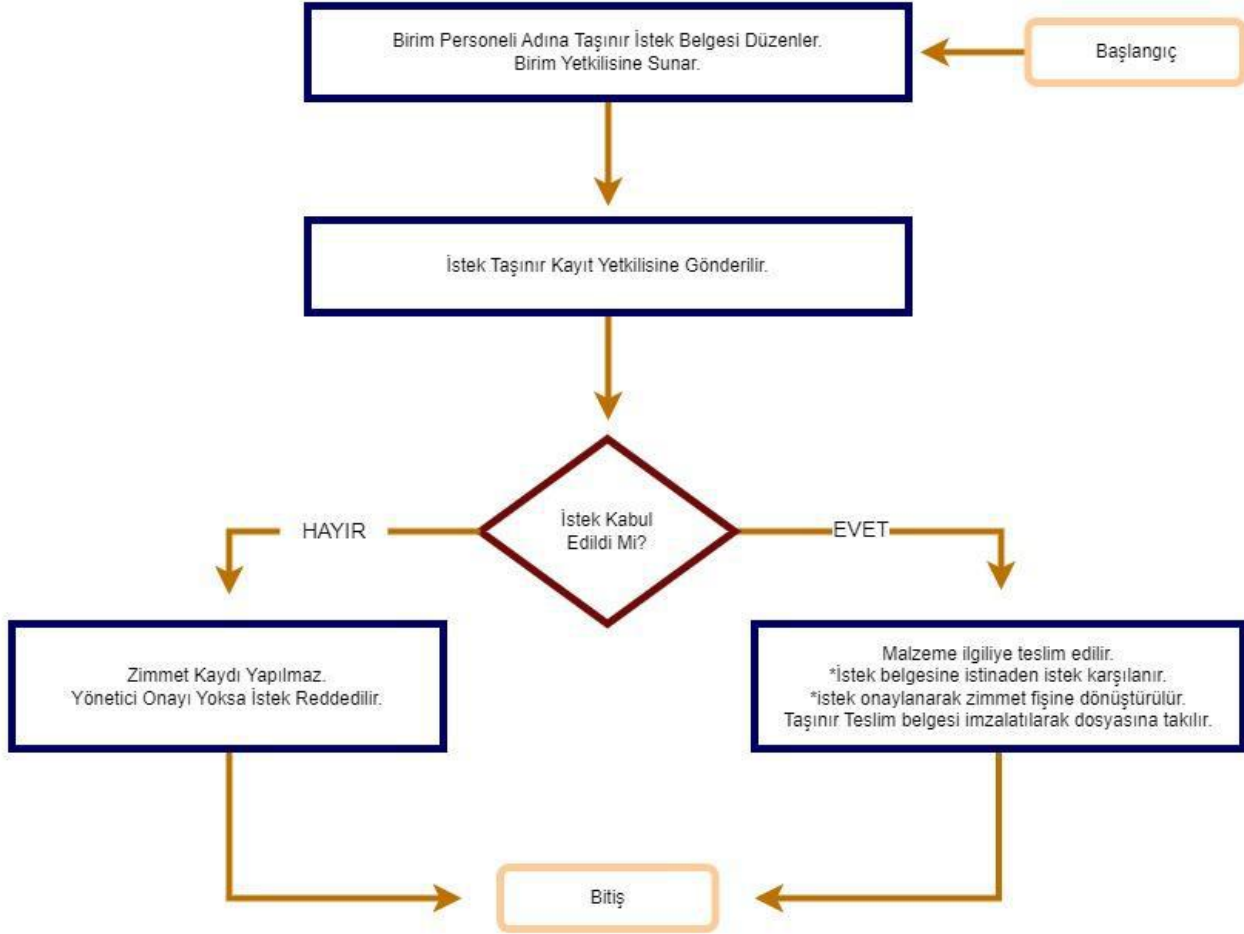 Başlangıç
Birim Personeli Adına Taşınır İstek Belgesi Düzenler.
Birim Yetkilisine Sunar.
İstek Taşınır Kayıt Yetkilisine Gönderilir.
İstek Kabul
Edildi Mi?
HAYIR
EVET
Zimmet Kaydı Yapılmaz.
Yönetici Onayı Yoksa İstek Reddedilir.
Malzeme ilgiliye teslim edilir.
*İstek belgesine istinaden istek karşılanır.
*istek onaylanarak zimmet fişine dönüştürülür.
Taşınır Teslim belgesi imzalatılarak dosyasına takılır.
Bitiş